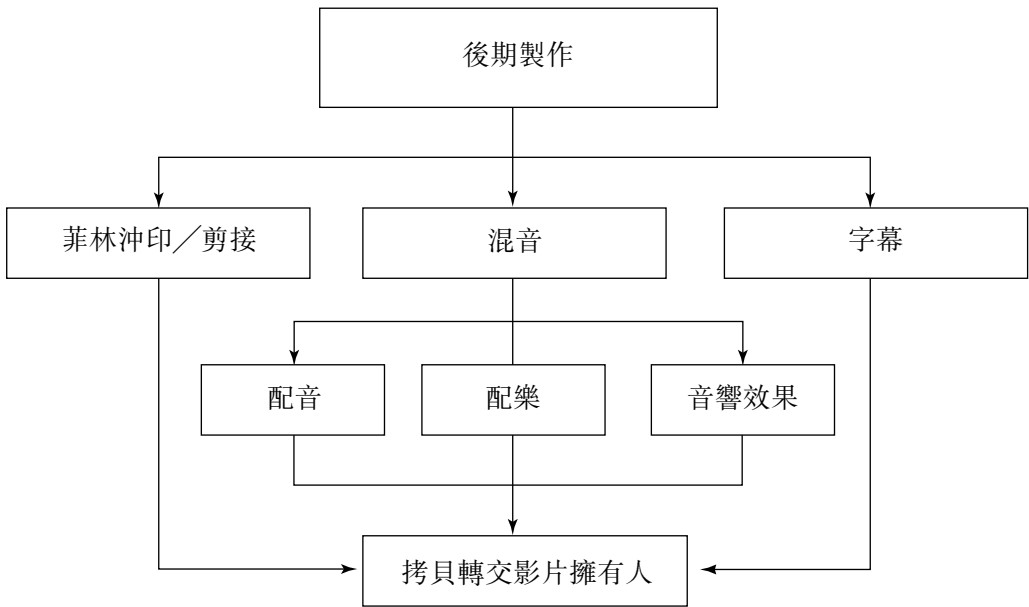 後期製作
菲林沖印╱剪接
混音
字幕
配音
配樂
音響效果
拷貝轉交影片擁有人